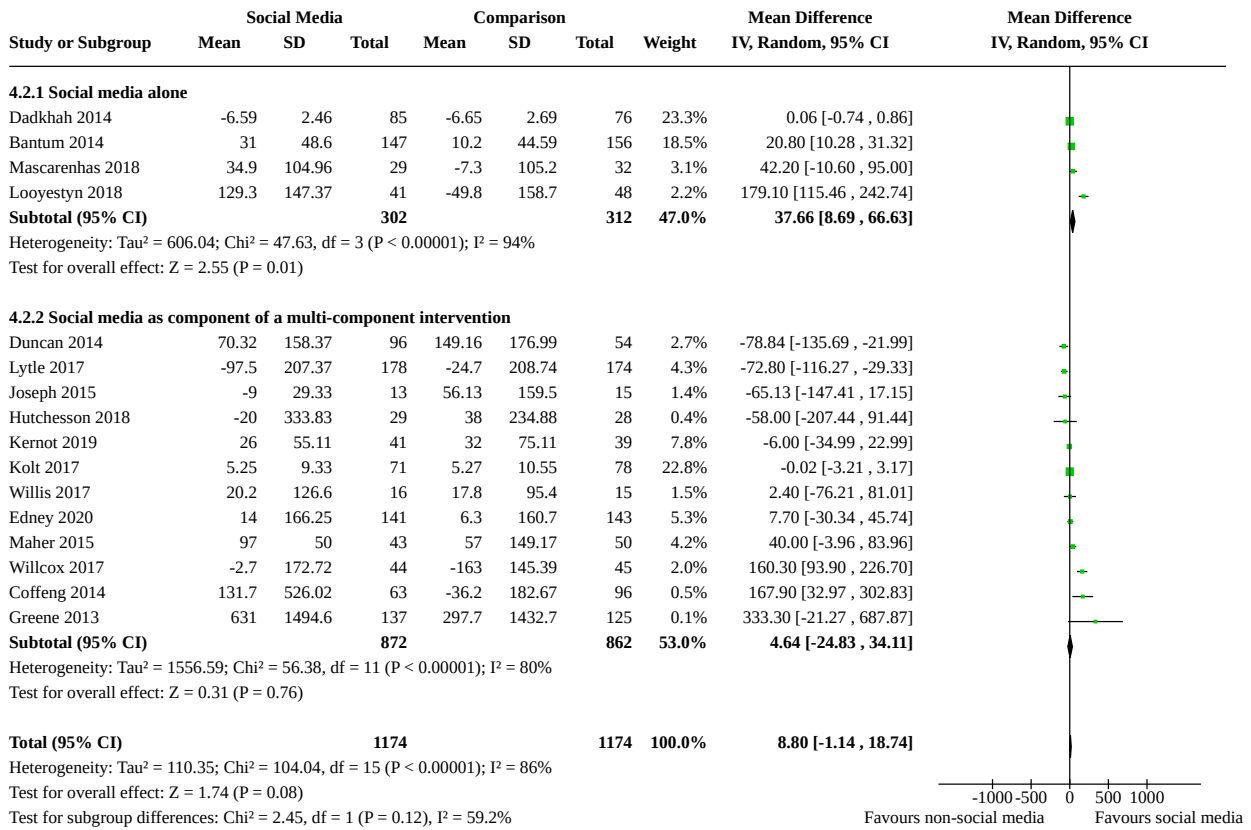 Social Media Comparison Mean Difference Mean Difference
Study or Subgroup Mean SD Total Mean SD Total Weight IV, Random, 95% CI IV, Random, 95% CI
4.2.1 Social media alone
Dadkhah 2014 -6.59 2.46 85 -6.65 2.69 76 23.3% 0.06 [-0.74 , 0.86]
Bantum 2014 31 48.6 147 10.2 44.59 156 18.5% 20.80 [10.28 , 31.32]
Mascarenhas 2018 34.9 104.96 29 -7.3 105.2 32 3.1% 42.20 [-10.60 , 95.00]
Looyestyn 2018 129.3 147.37 41 -49.8 158.7 48 2.2% 179.10 [115.46 , 242.74]
Subtotal (95% CI) 302 312 47.0% 37.66 [8.69 , 66.63]
Heterogeneity: Tau² = 606.04; Chi² = 47.63, df = 3 (P < 0.00001); I² = 94%
Test for overall effect: Z = 2.55 (P = 0.01)
4.2.2 Social media as component of a multi-component intervention
Duncan 2014 70.32 158.37 96 149.16 176.99 54 2.7% -78.84 [-135.69 , -21.99]
Lytle 2017 -97.5 207.37 178 -24.7 208.74 174 4.3% -72.80 [-116.27 , -29.33]
Joseph 2015 -9 29.33 13 56.13 159.5 15 1.4% -65.13 [-147.41 , 17.15]
Hutchesson 2018 -20 333.83 29 38 234.88 28 0.4% -58.00 [-207.44 , 91.44]
Kernot 2019 26 55.11 41 32 75.11 39 7.8% -6.00 [-34.99 , 22.99]
Kolt 2017 5.25 9.33 71 5.27 10.55 78 22.8% -0.02 [-3.21 , 3.17]
Willis 2017 20.2 126.6 16 17.8 95.4 15 1.5% 2.40 [-76.21 , 81.01]
Edney 2020 14 166.25 141 6.3 160.7 143 5.3% 7.70 [-30.34 , 45.74]
Maher 2015 97 50 43 57 149.17 50 4.2% 40.00 [-3.96 , 83.96]
Willcox 2017 -2.7 172.72 44 -163 145.39 45 2.0% 160.30 [93.90 , 226.70]
Coffeng 2014 131.7 526.02 63 -36.2 182.67 96 0.5% 167.90 [32.97 , 302.83]
Greene 2013 631 1494.6 137 297.7 1432.7 125 0.1% 333.30 [-21.27 , 687.87]
Subtotal (95% CI) 872 862 53.0% 4.64 [-24.83 , 34.11]
Heterogeneity: Tau² = 1556.59; Chi² = 56.38, df = 11 (P < 0.00001); I² = 80%
Test for overall effect: Z = 0.31 (P = 0.76)
Total (95% CI) 1174 1174 100.0% 8.80 [-1.14 , 18.74]
Heterogeneity: Tau² = 110.35; Chi² = 104.04, df = 15 (P < 0.00001); I² = 86%
Test for overall effect: Z = 1.74 (P = 0.08)
Test for subgroup differences: Chi² = 2.45, df = 1 (P = 0.12), I² = 59.2%
-1000 -500 0 500 1000
Favours non-social media Favours social media